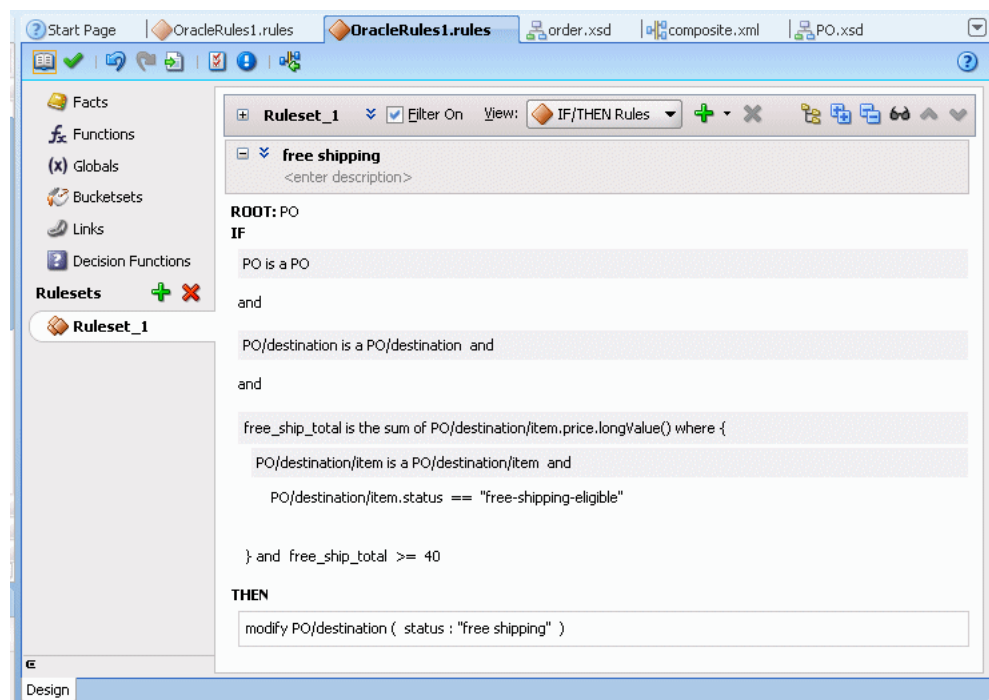 Start Page
OracleRules1.rules
OracleRules1.rules
order.xsd
composite.xml
PO.xsd
Facts
fx Functions
(x) Globals
Bucketsets
Links
Decision Functions
Rulesets
Ruleset_1
Ruleset_1 Filter On View: IF/THEN Rules
free shipping
<enter description>
ROOT: PO
IF
PO is a PO
and
PO/destination is a PO/destination and
and
free_ship_total is the sum of PO/destination/item.price.longValue() where {
PO/destination/item is a PO/destination/item and
PO/destination/item.status == "free-shipping-eligible"
} and free_ship_total >= 40
THEN
modify PO/destination ( status : "free shipping" )
Design